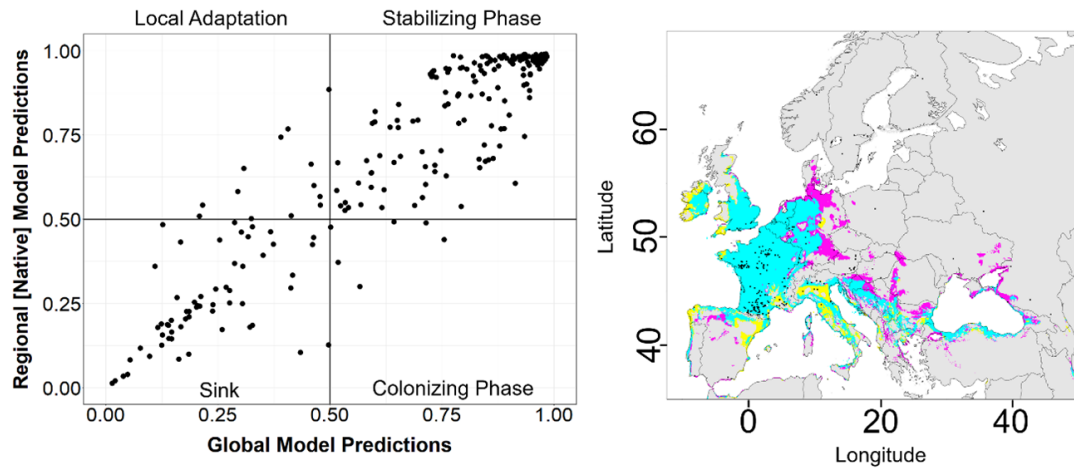 Local Adaptation Stabilizing Phase
Regional [Native] Model Predictions
1.00
0.75
0.50
0.25
0.00
Sink Colonizing Phase
0.00 0.25 0.50 0.75 1.00
Global Model Predictions
Latitude
60
50
40
0 20 40
Longitude